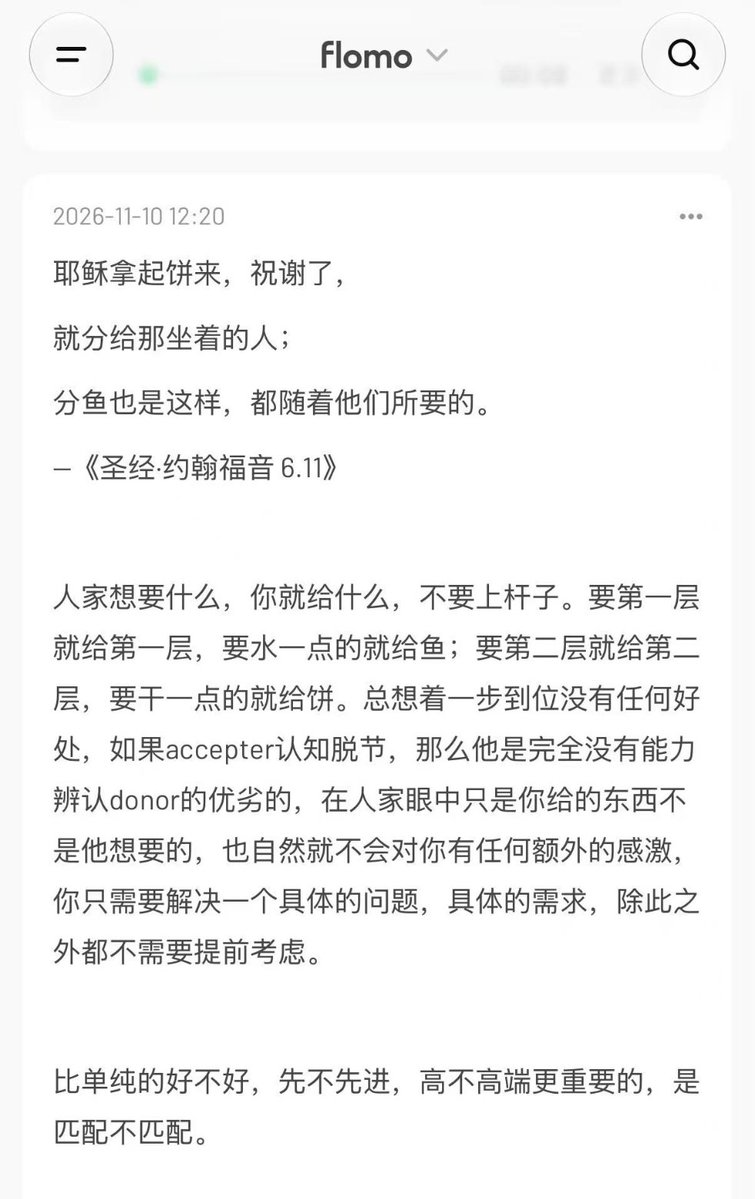 flomo
2026-11-10 12:20
耶稣拿起饼来，祝谢了，
就分给那坐着的人；
分鱼也是这样，都随着他们所要的。
—《圣经·约翰福音 6.11》
人家想要什么，你就给什么，不要上杆子。要第一层
就给第一层，要水一点的就给鱼；要第二层就给第二
层，要干一点的就给饼。总想着一步到位没有任何好
处，如果accepter认知脱节，那么他是完全没有能力
辨认donor的优劣的，在人家眼中只是你给的东西不
是他想要的，也自然就不会对你有任何额外的感激，
你只需要解决一个具体的问题，具体的需求，除此之
外都不需要提前考虑。
比单纯的好不好，先不先进，高不高端更重要的，是
匹配不匹配。